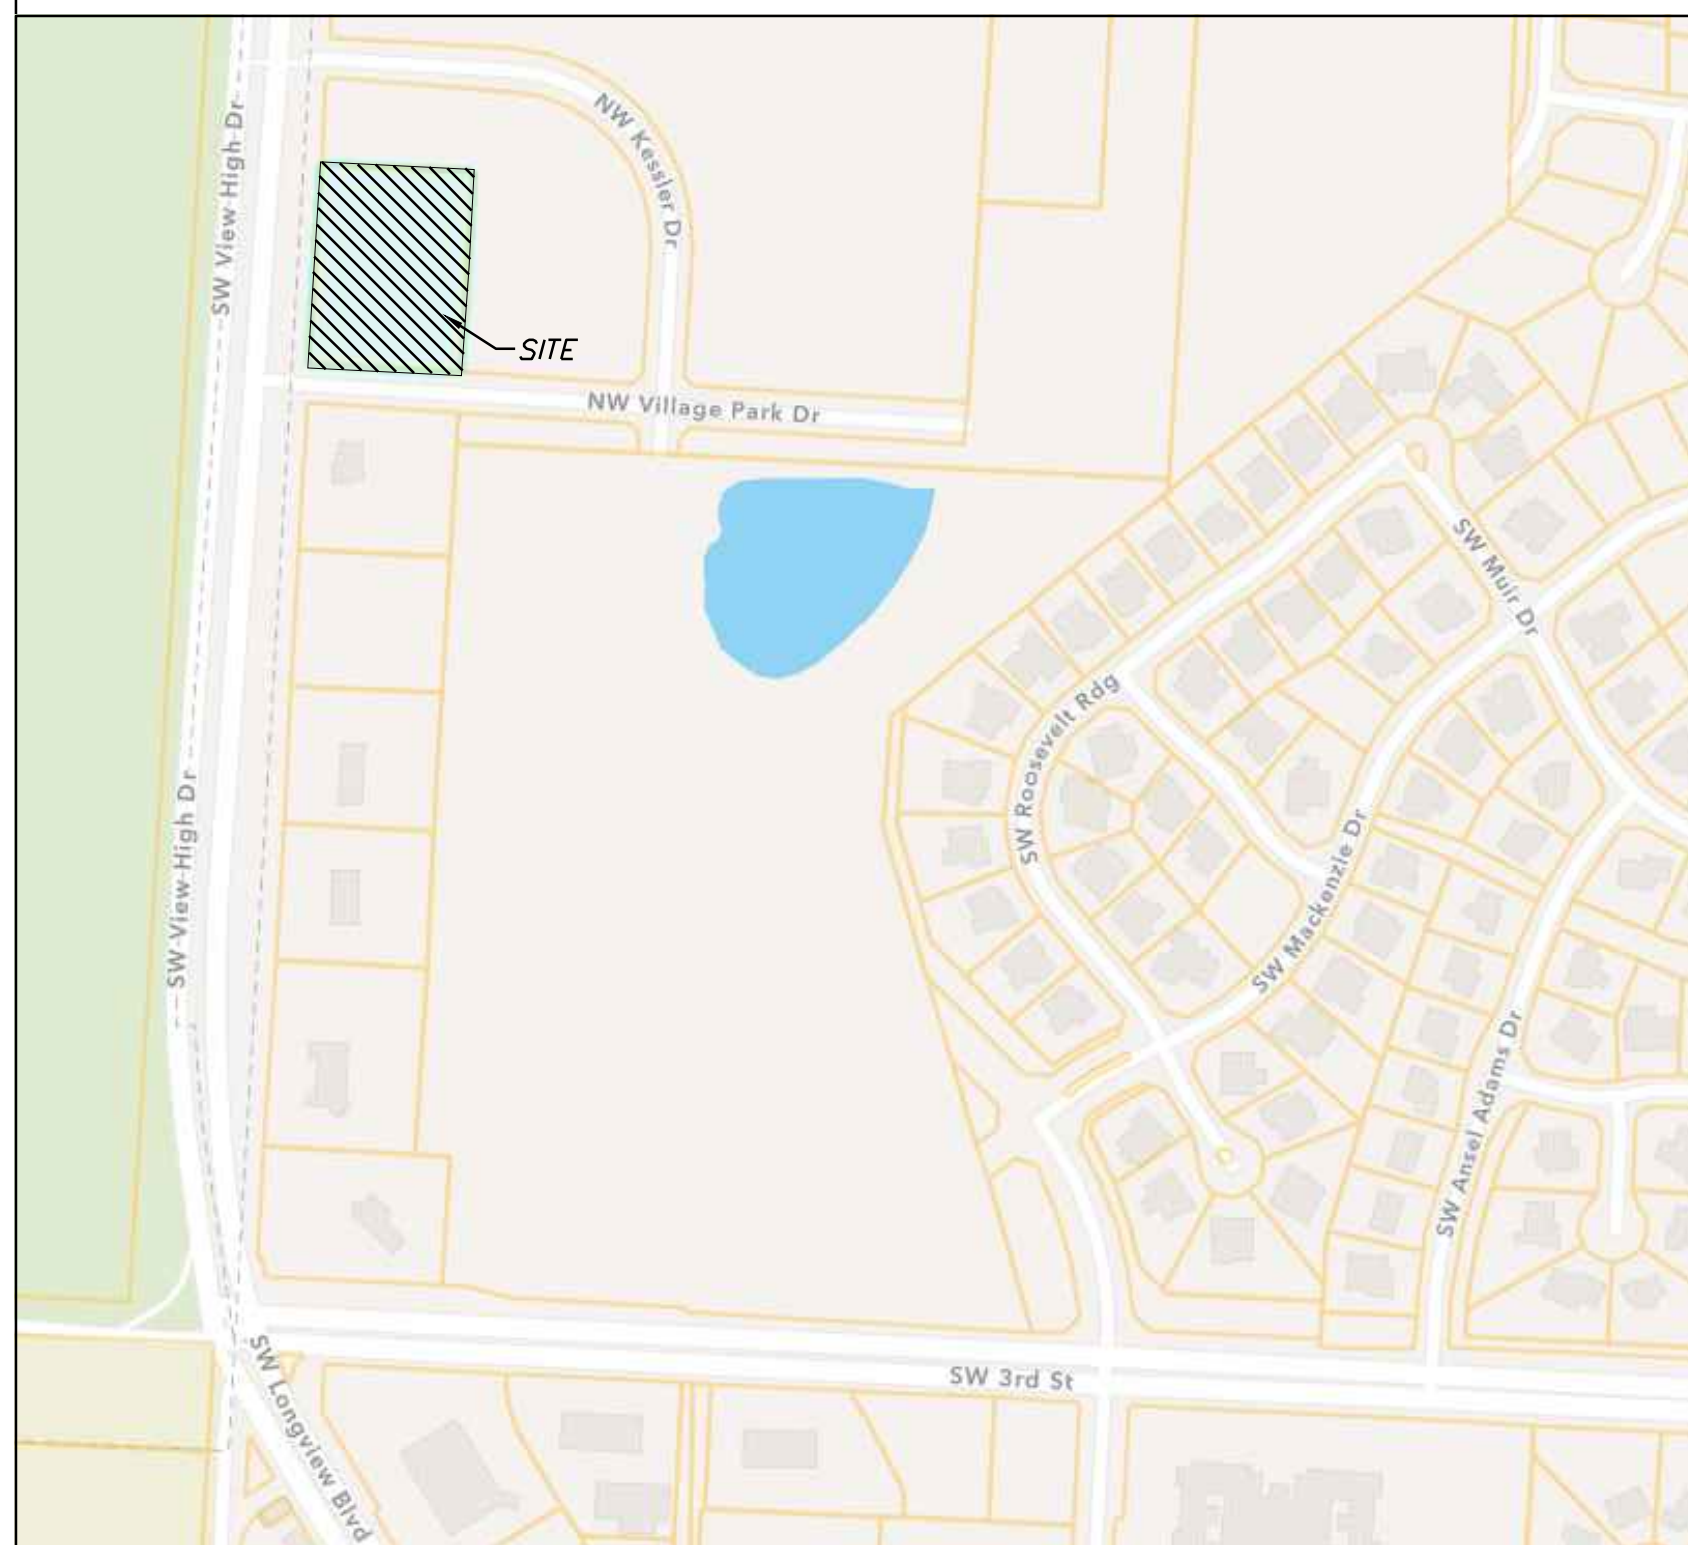 NW Kessler Dr
SW View High Dr
SITE
NW Village Park Dr
SW Muir Dr
SW Roosevelt Rdg
SW View High Dr
SW Mackenzie Dr
SW Ansel Adams Dr
SW 3rd St
SW Longview Blvd